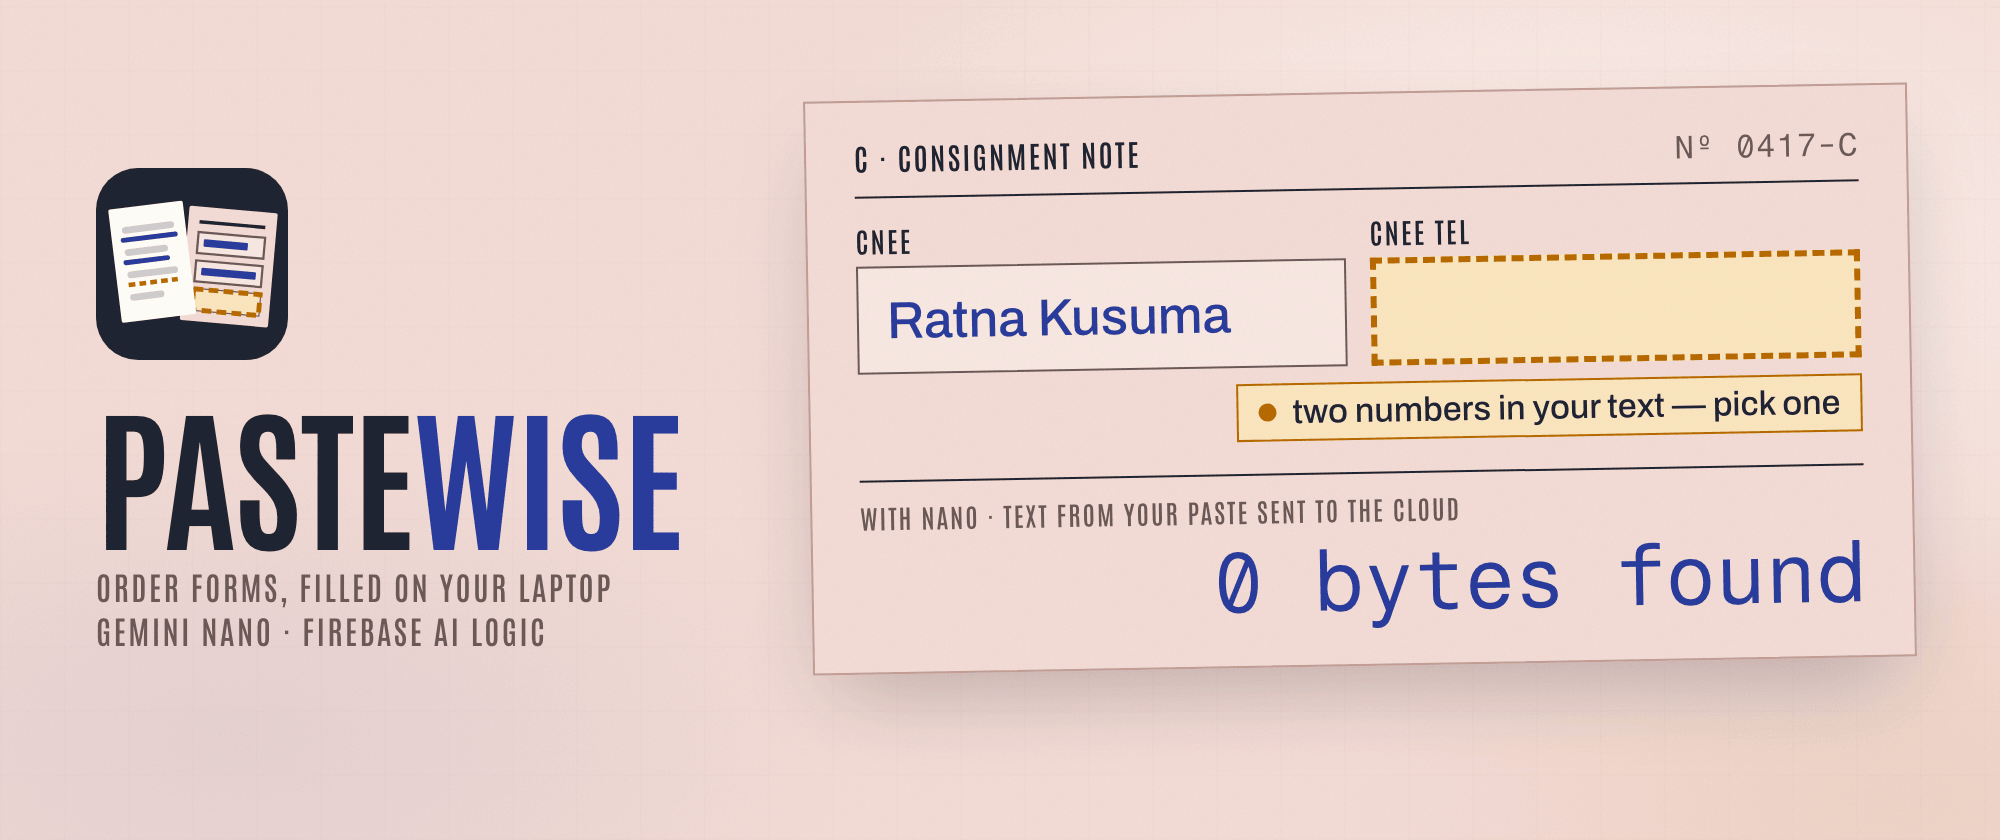 PASTEWISE
ORDER FORMS, FILLED ON YOUR LAPTOP
GEMINI NANO · FIREBASE AI LOGIC
C · CONSIGNMENT NOTE
Nº 0417-C
CNEE
CNEE TEL
Ratna Kusuma
two numbers in your text — pick one
WITH NANO · TEXT FROM YOUR PASTE SENT TO THE CLOUD
0 bytes found